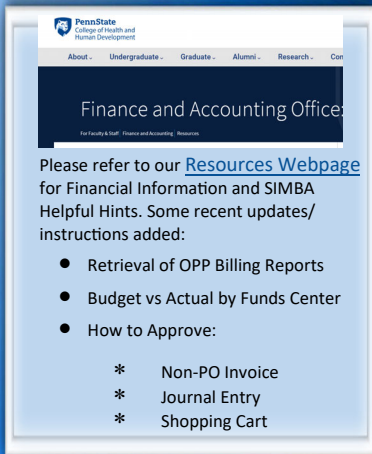 PennState
College of Health and
Human Development
About Undergraduate Graduate Alumni Research Con
Finance and Accounting Office:
For Faculty & Staff Finance and Accounting Resources
Please refer to our Resources Webpage
for Financial Information and SIMBA
Helpful Hints. Some recent updates/
instructions added:
● Retrieval of OPP Billing Reports
● Budget vs Actual by Funds Center
● How to Approve:
* Non-PO Invoice
* Journal Entry
* Shopping Cart